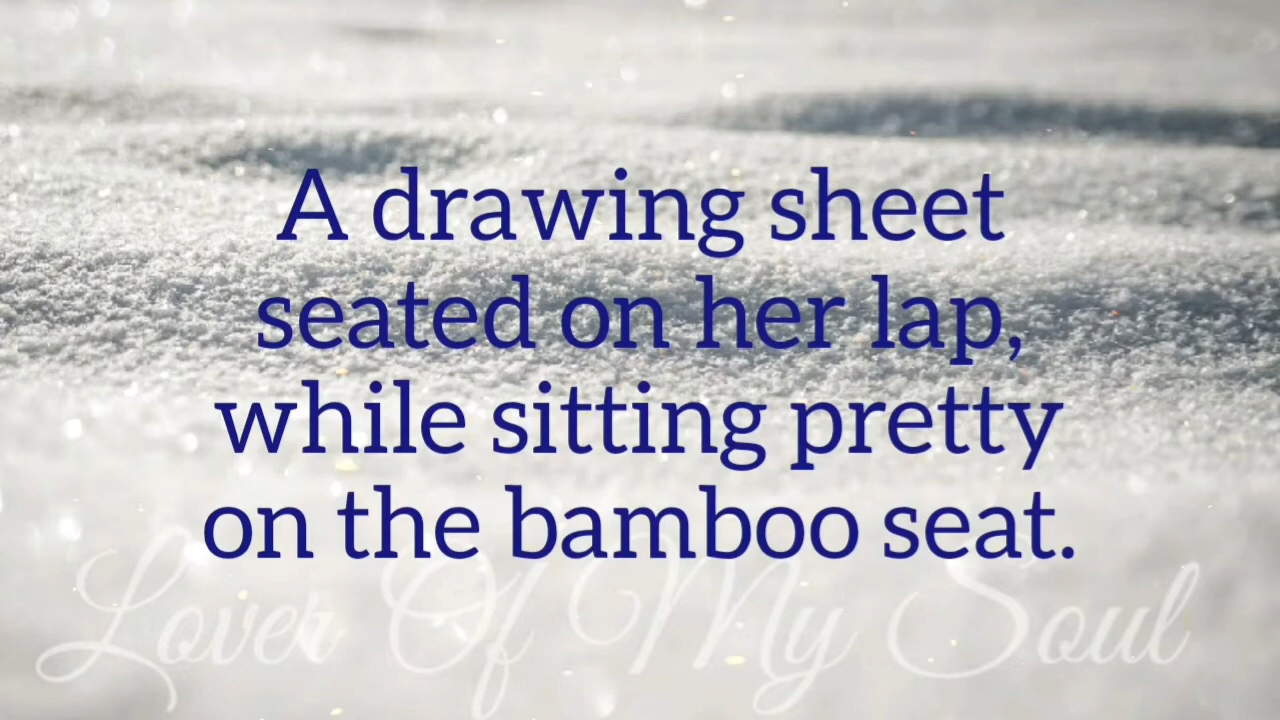 A drawing sheet
seated on her lap,
while sitting pretty
on the bamboo seat.
Lover Of My Soul